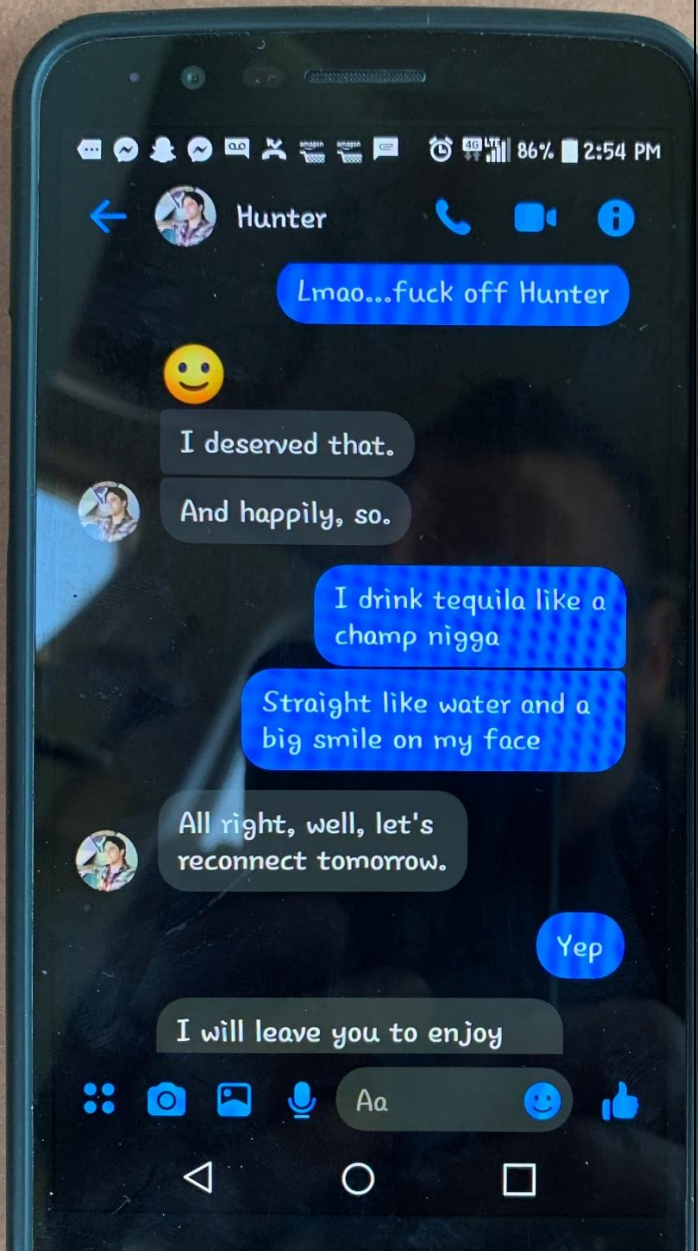 4G LTE 86% 2:54 PM
Hunter
Lmao...fuck off Hunter
I deserved that.
And happily, so.
I drink tequila like a
champ nigga
Straight like water and a
big smile on my face
All right, well, let's
reconnect tomorrow.
Yep
I will leave you to enjoy
Aa